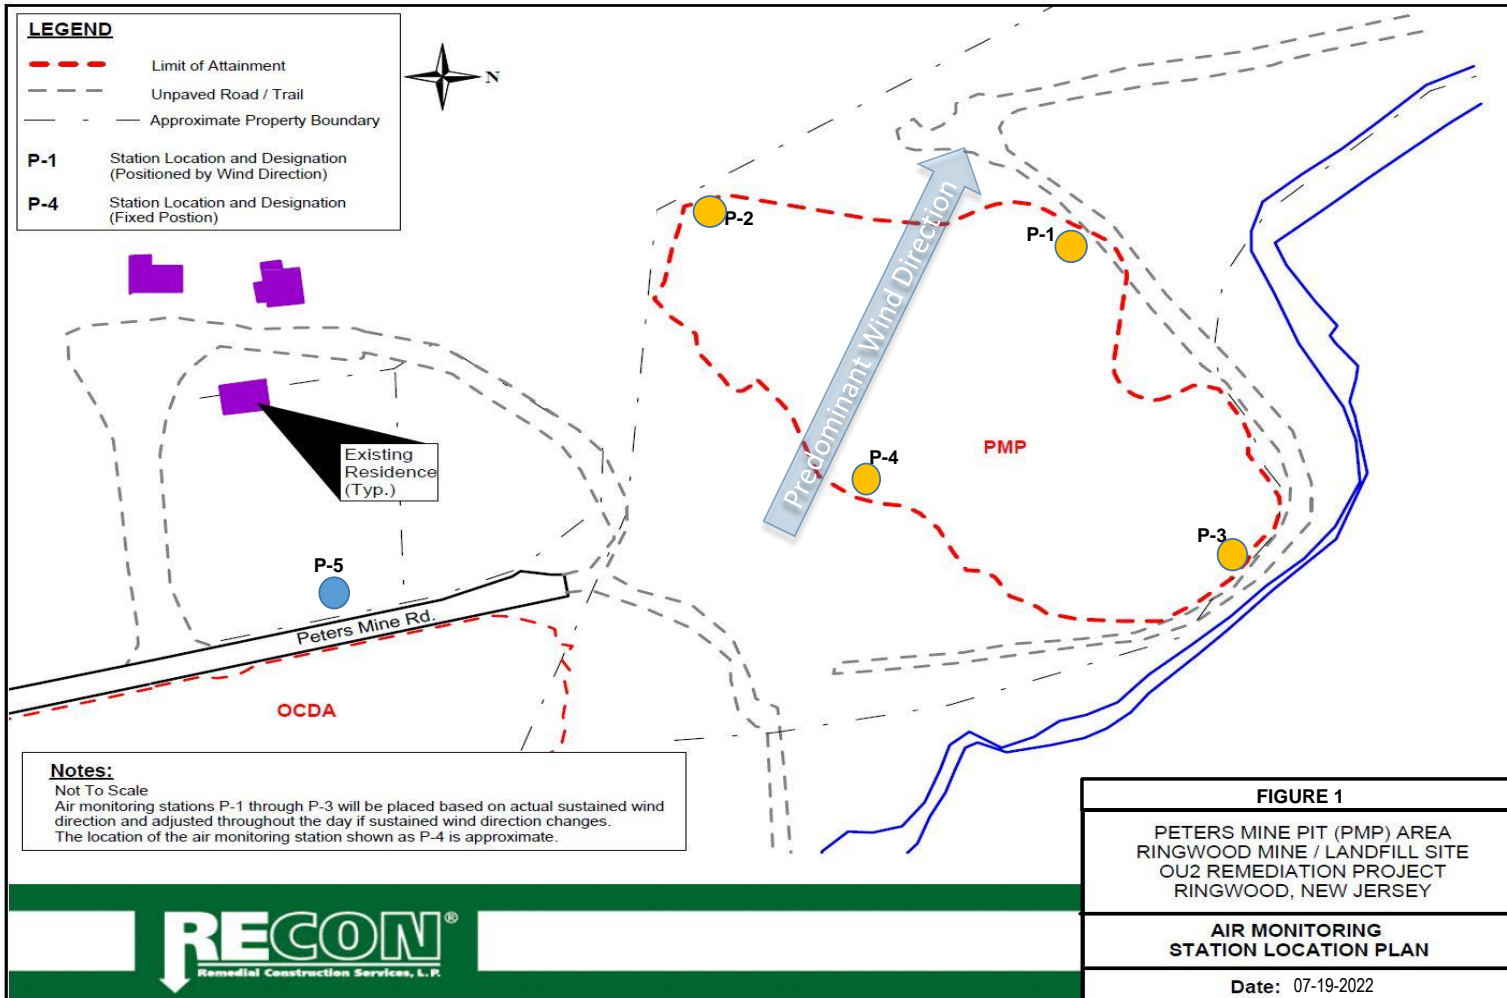 LEGEND
Limit of Attainment
Unpaved Road / Trail
Approximate Property Boundary
P-1 Station Location and Designation
(Positioned by Wind Direction)
P-4 Station Location and Designation
(Fixed Postion)
N
P-2
P-1
Predominant Wind Direction
PMP
P-4
P-3
Existing
Residence
(Typ.)
P-5
Peters Mine Rd.
OCDA
Notes:
Not To Scale
Air monitoring stations P-1 through P-3 will be placed based on actual sustained wind
direction and adjusted throughout the day if sustained wind direction changes.
The location of the air monitoring station shown as P-4 is approximate.
RECON®
Remedial Construction Services, L.P.
FIGURE 1
PETERS MINE PIT (PMP) AREA
RINGWOOD MINE / LANDFILL SITE
OU2 REMEDIATION PROJECT
RINGWOOD, NEW JERSEY
AIR MONITORING
STATION LOCATION PLAN
Date: 07-19-2022